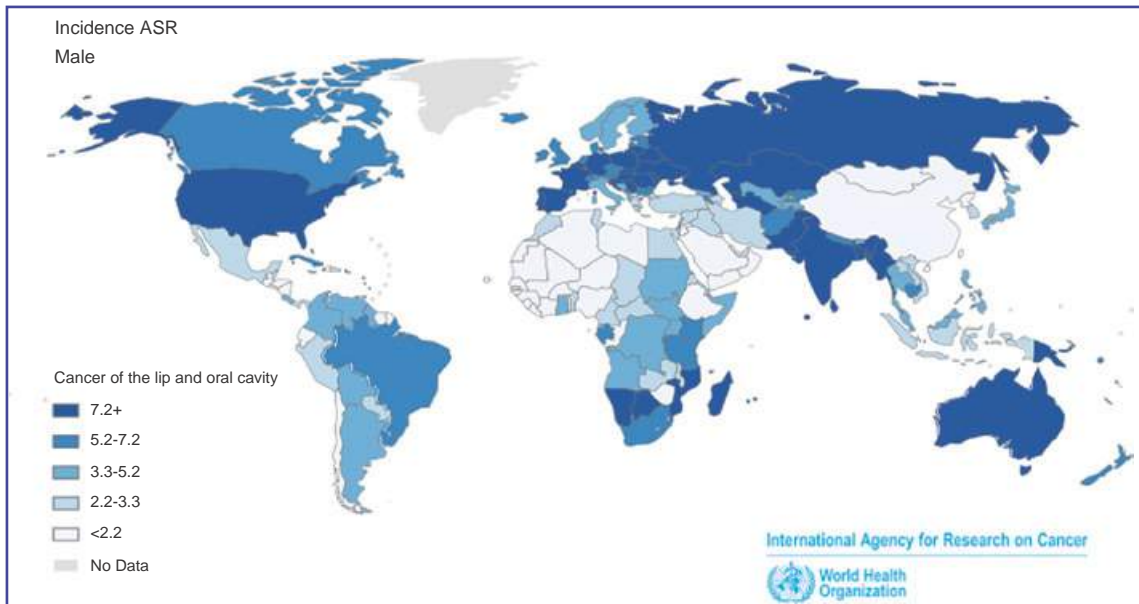 Incidence ASR
Male
Cancer of the lip and oral cavity
7.2+
5.2-7.2
3.3-5.2
2.2-3.3
<2.2
No Data
International Agency for Research on Cancer
World Health
Organization